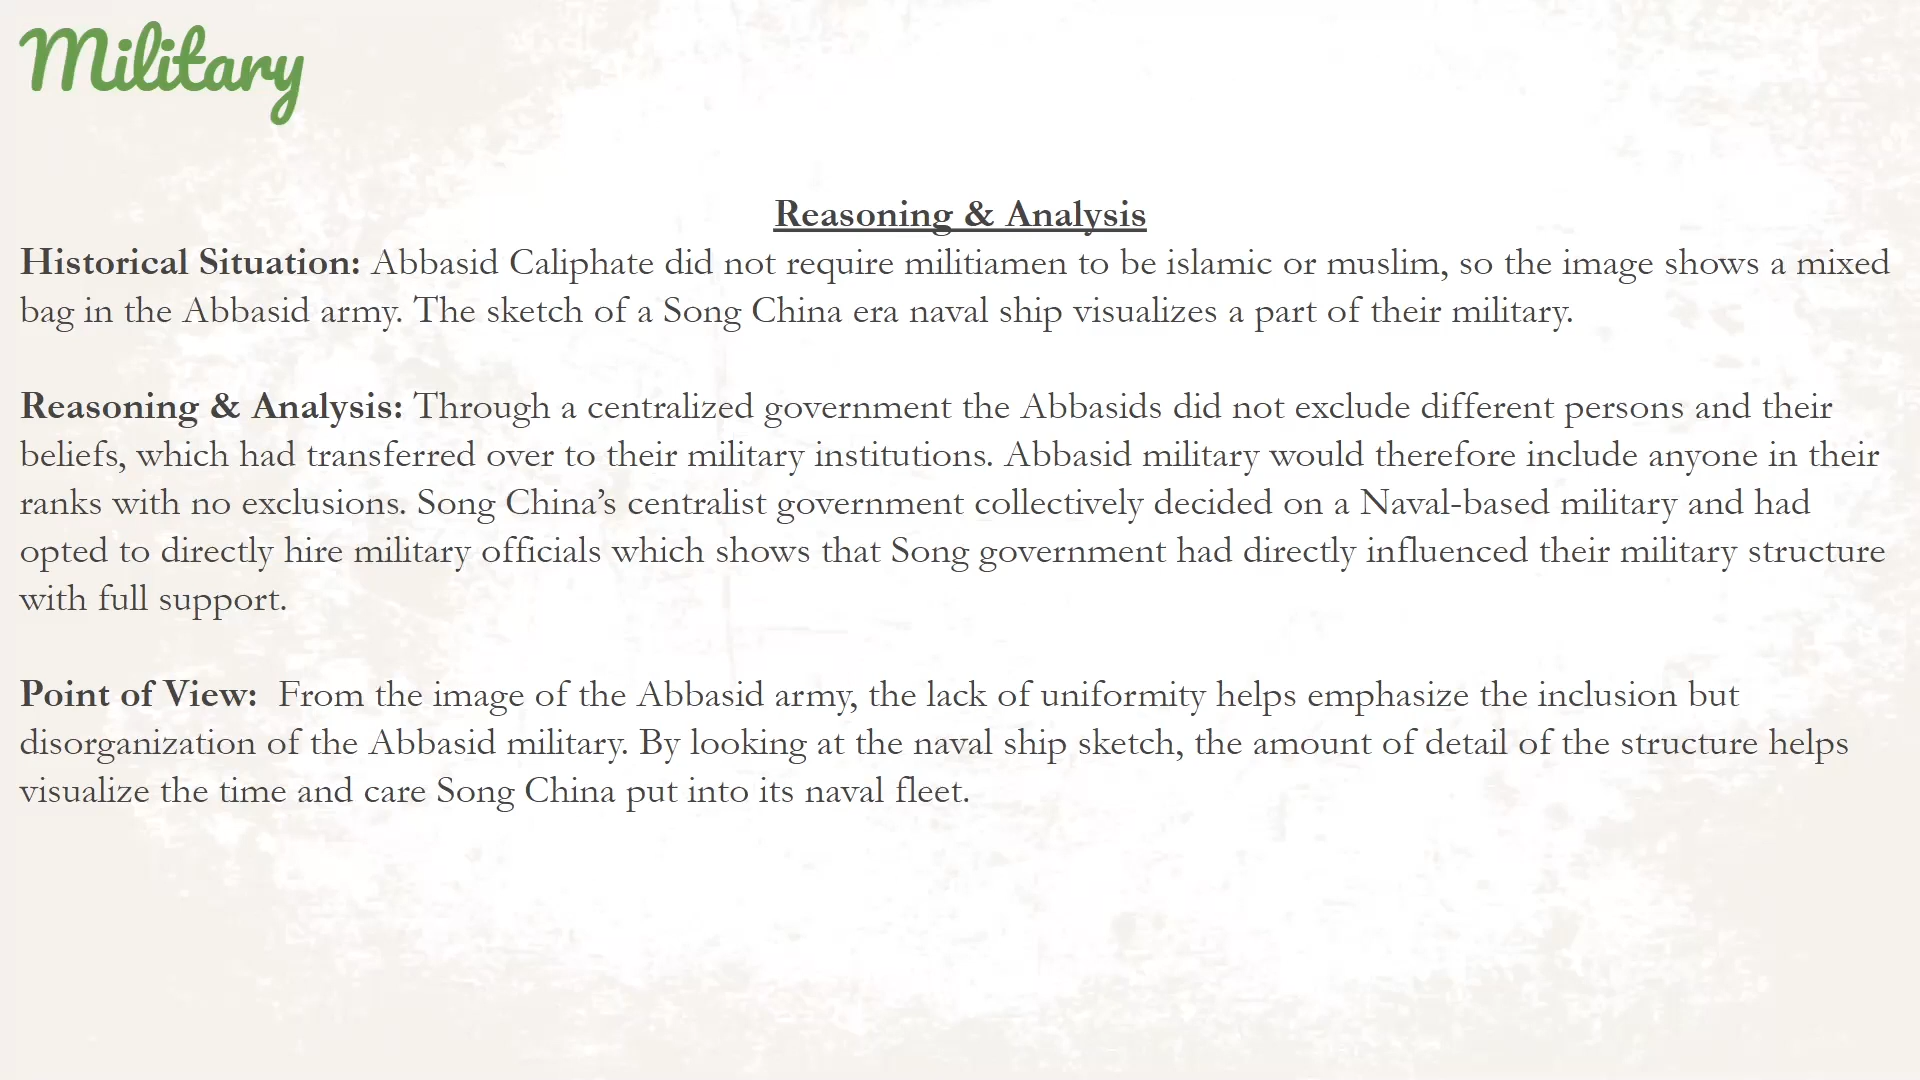 Military
Reasoning & Analysis
Historical Situation: Abbasid Caliphate did not require militiamen to be islamic or muslim, so the image shows a mixed
bag in the Abbasid army. The sketch of a Song China era naval ship visualizes a part of their military.
Reasoning & Analysis: Through a centralized government the Abbasids did not exclude different persons and their
beliefs, which had transferred over to their military institutions. Abbasid military would therefore include anyone in their
ranks with no exclusions. Song China’s centralist government collectively decided on a Naval-based military and had
opted to directly hire military officials which shows that Song government had directly influenced their military structure
with full support.
Point of View:  From the image of the Abbasid army, the lack of uniformity helps emphasize the inclusion but
disorganization of the Abbasid military. By looking at the naval ship sketch, the amount of detail of the structure helps
visualize the time and care Song China put into its naval fleet.